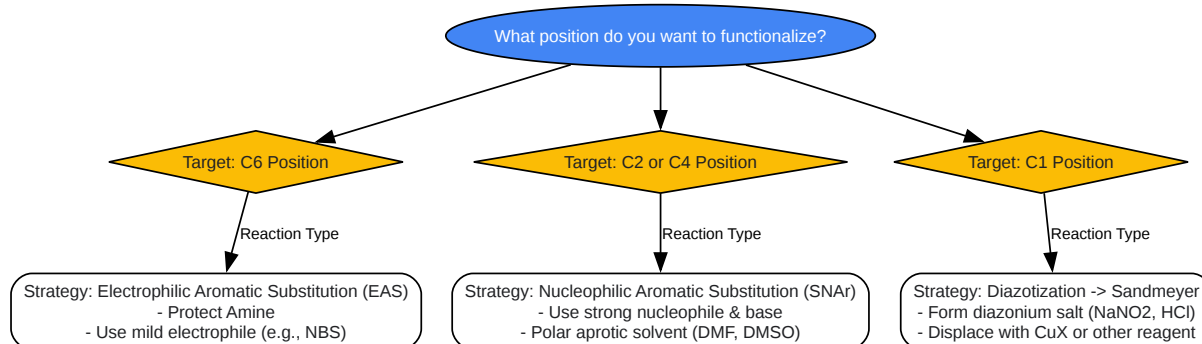 What position do you want to functionalize?
Target: C6 Position
Target: C2 or C4 Position
Target: C1 Position
Reaction Type
Reaction Type
Reaction Type
Strategy: Electrophilic Aromatic Substitution (EAS)
- Protect Amine
- Use mild electrophile (e.g., NBS)
Strategy: Nucleophilic Aromatic Substitution (SNAr)
- Use strong nucleophile & base
- Polar aprotic solvent (DMF, DMSO)
Strategy: Diazotization -> Sandmeyer
- Form diazonium salt (NaNO2, HCl)
- Displace with CuX or other reagent